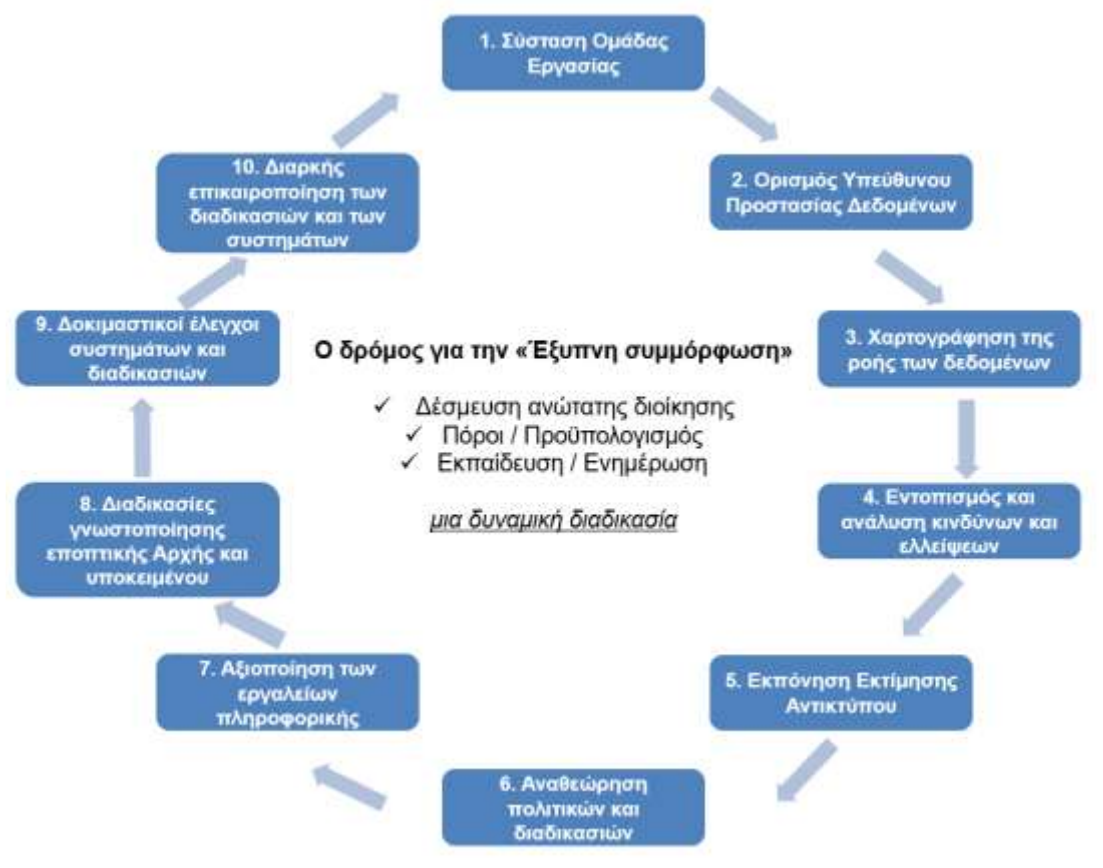 1. Σύσταση Ομάδας
Εργασίας
2. Ορισμός Υπεύθυνου
Προστασίας Δεδομένων
3. Χαρτογράφηση της
ροής των δεδομένων
4. Εντοπισμός και
ανάλυση κινδύνων και
ελλείψεων
5. Εκπόνηση Εκτίμησης
Αντικτύπου
6. Αναθεώρηση
πολιτικών και
διαδικασιών
7. Αξιοποίηση των
εργαλείων
πληροφορικής
8. Διαδικασίες
γνωστοποίησης
εποπτικής Αρχής και
υποκειμένου
9. Δοκιμαστικοί έλεγχοι
συστημάτων και
διαδικασιών
10. Διαρκής
επικαιροποίηση των
διαδικασιών και των
συστημάτων
Ο δρόμος για την «Έξυπνη συμμόρφωση»
✓ Δέσμευση ανώτατης διοίκησης
✓ Πόροι / Προϋπολογισμός
✓ Εκπαίδευση / Ενημέρωση
μια δυναμική διαδικασία